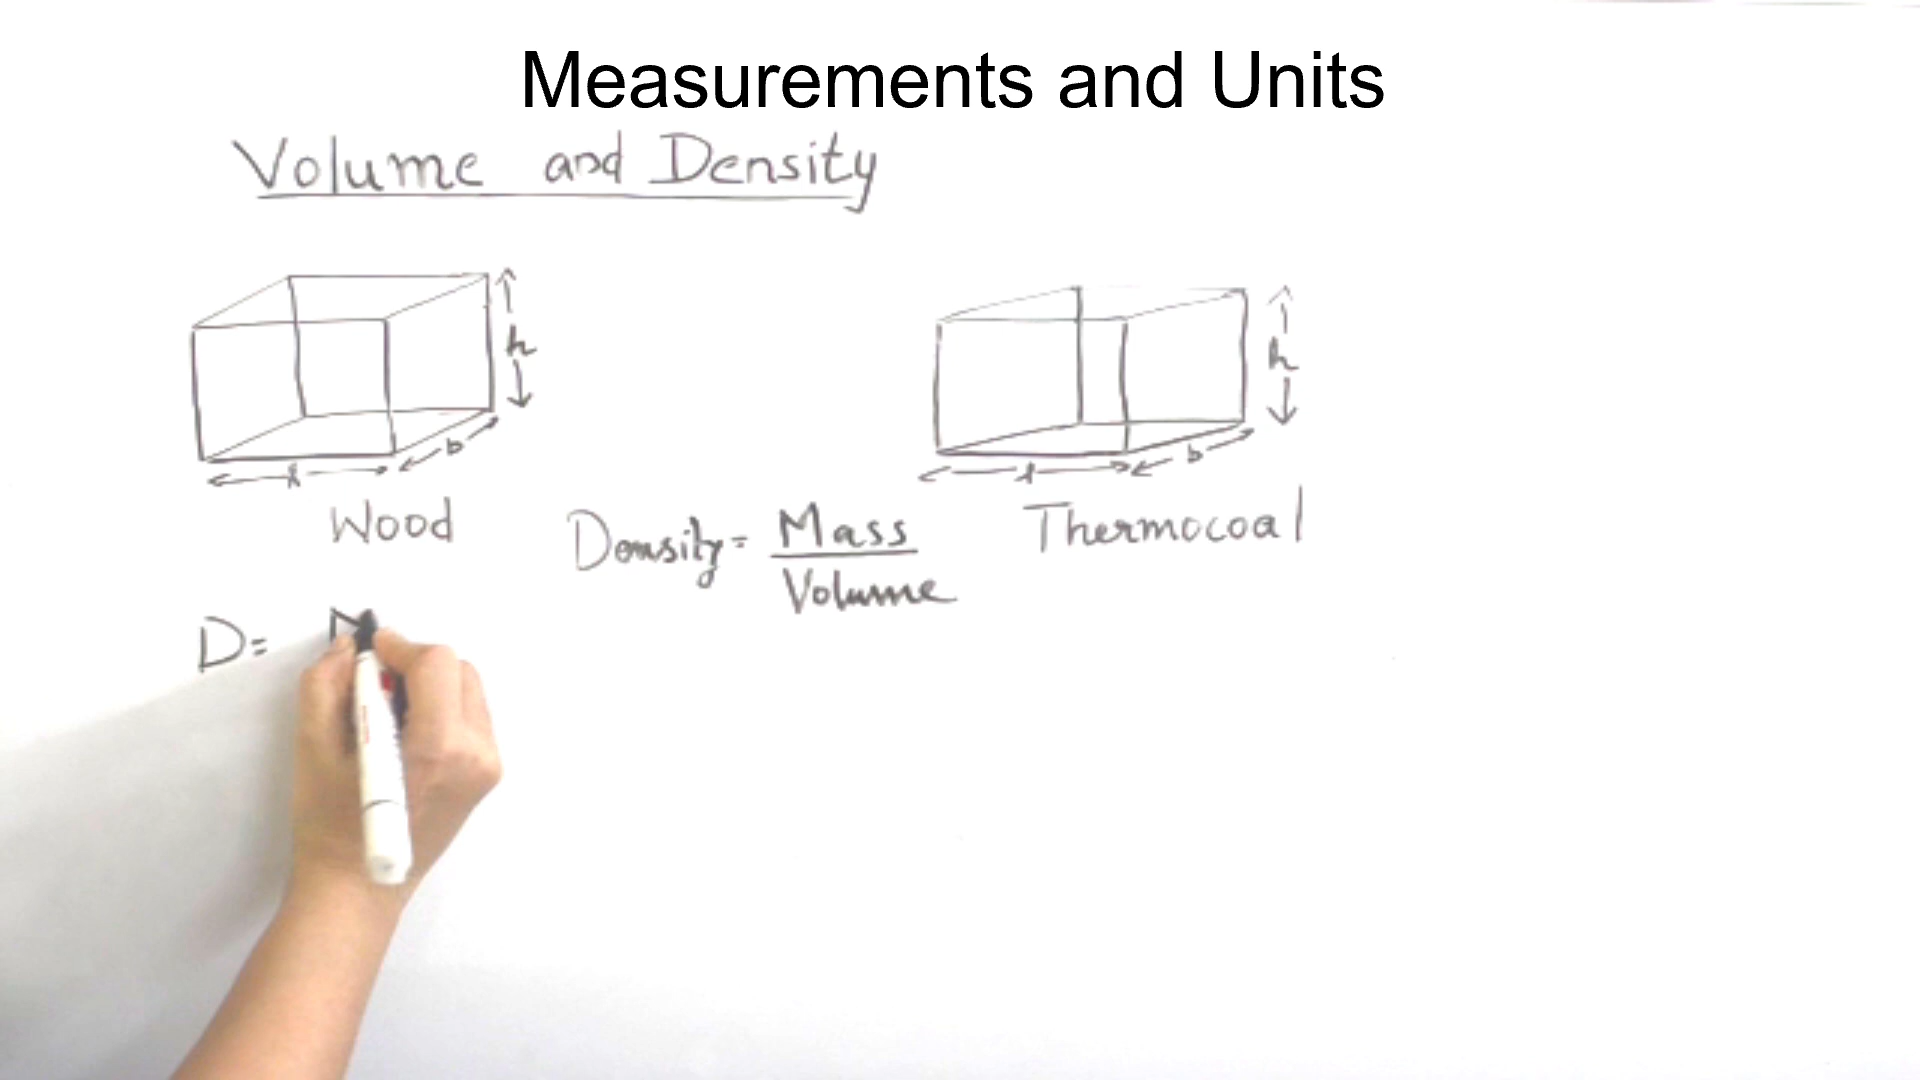 Measurements and Units
Volume and Density
h
h
b
b
l
l
Wood
Density = Mass
Volume
Thermocoal
D = M